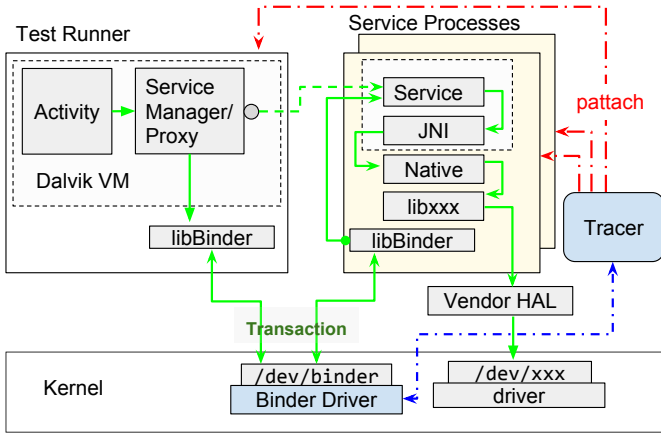 Test Runner
Service Processes
Activity
Service
Manager/
Proxy
Dalvik VM
libBinder
Service
JNI
Native
libxxx
libBinder
pattach
Tracer
Vendor HAL
Transaction
Kernel
/dev/binder
Binder Driver
/dev/xxx
driver